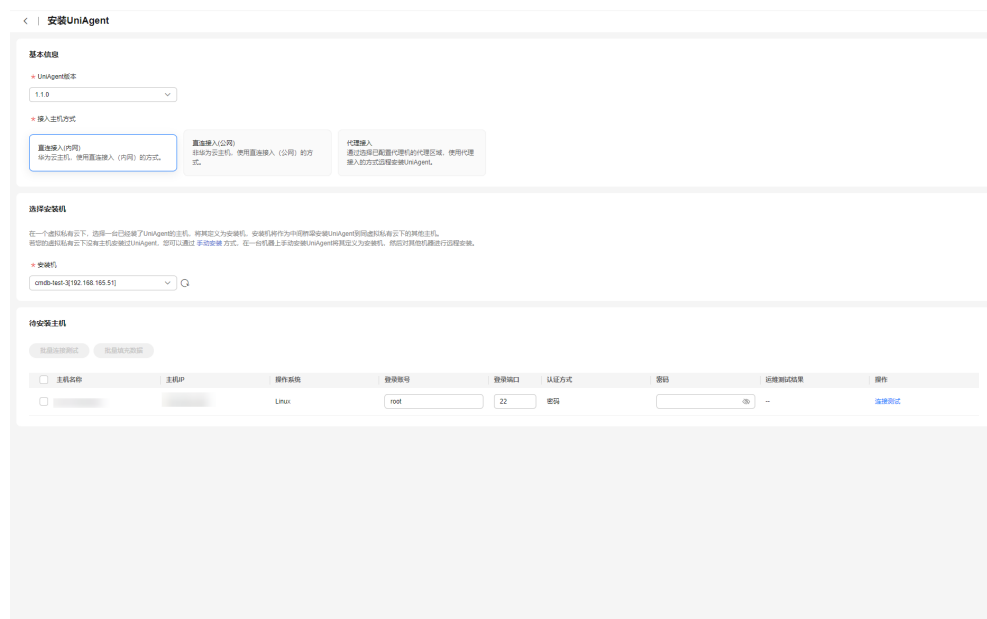 安装UniAgent
基本信息
* UniAgent版本
1.1.0
* 接入主机方式
直连接入(内网)
华为云主机，使用直连接入（内网）的方式。
直连接入(公网)
非华为云主机，使用直连接入（公网）的方
式。
代理接入
通过选择已配置代理机的代理区域，使用代理
接入的方式远程安装UniAgent。
选择安装机
在一个虚拟私有云下，选择一台已经装了UniAgent的主机，将其定义为安装机，安装机将作为中间桥梁安装UniAgent到同虚拟私有云下的其他主机。
若您的虚拟私有云下没有主机安装过UniAgent，您可以通过 手动安装 方式，在一台机器上手动安装UniAgent将其定义为安装机，然后对其他机器进行远程安装。
* 安装机
cmdb-test-3[192.168.165.51]
待安装主机
批量连接测试 批量填充数据
主机名称 主机IP 操作系统 登录账号 登录端口 认证方式 密码 运维测试结果 操作
Linux root 22 密码 -- 连接测试